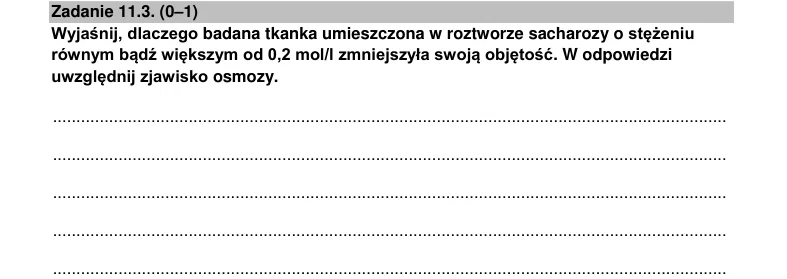 Zadanie 11.3. (0–1)
Wyjaśnij, dlaczego badana tkanka umieszczona w roztworze sacharozy o stężeniu
równym bądź większym od 0,2 mol/l zmniejszyła swoją objętość. W odpowiedzi
uwzględnij zjawisko osmozy.